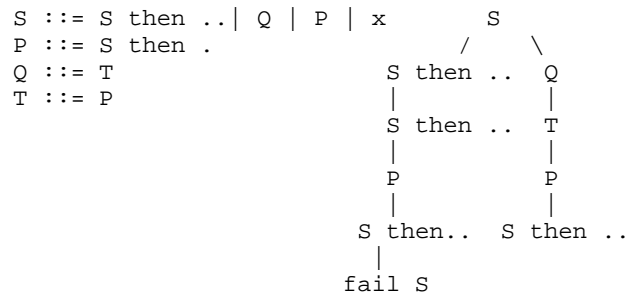 S ::= S then ..| Q | P | x S
P ::= S then . / \
Q ::= T S then .. Q
T ::= P | |
S then .. T
| |
P P
| |
S then.. S then ..
|
fail S